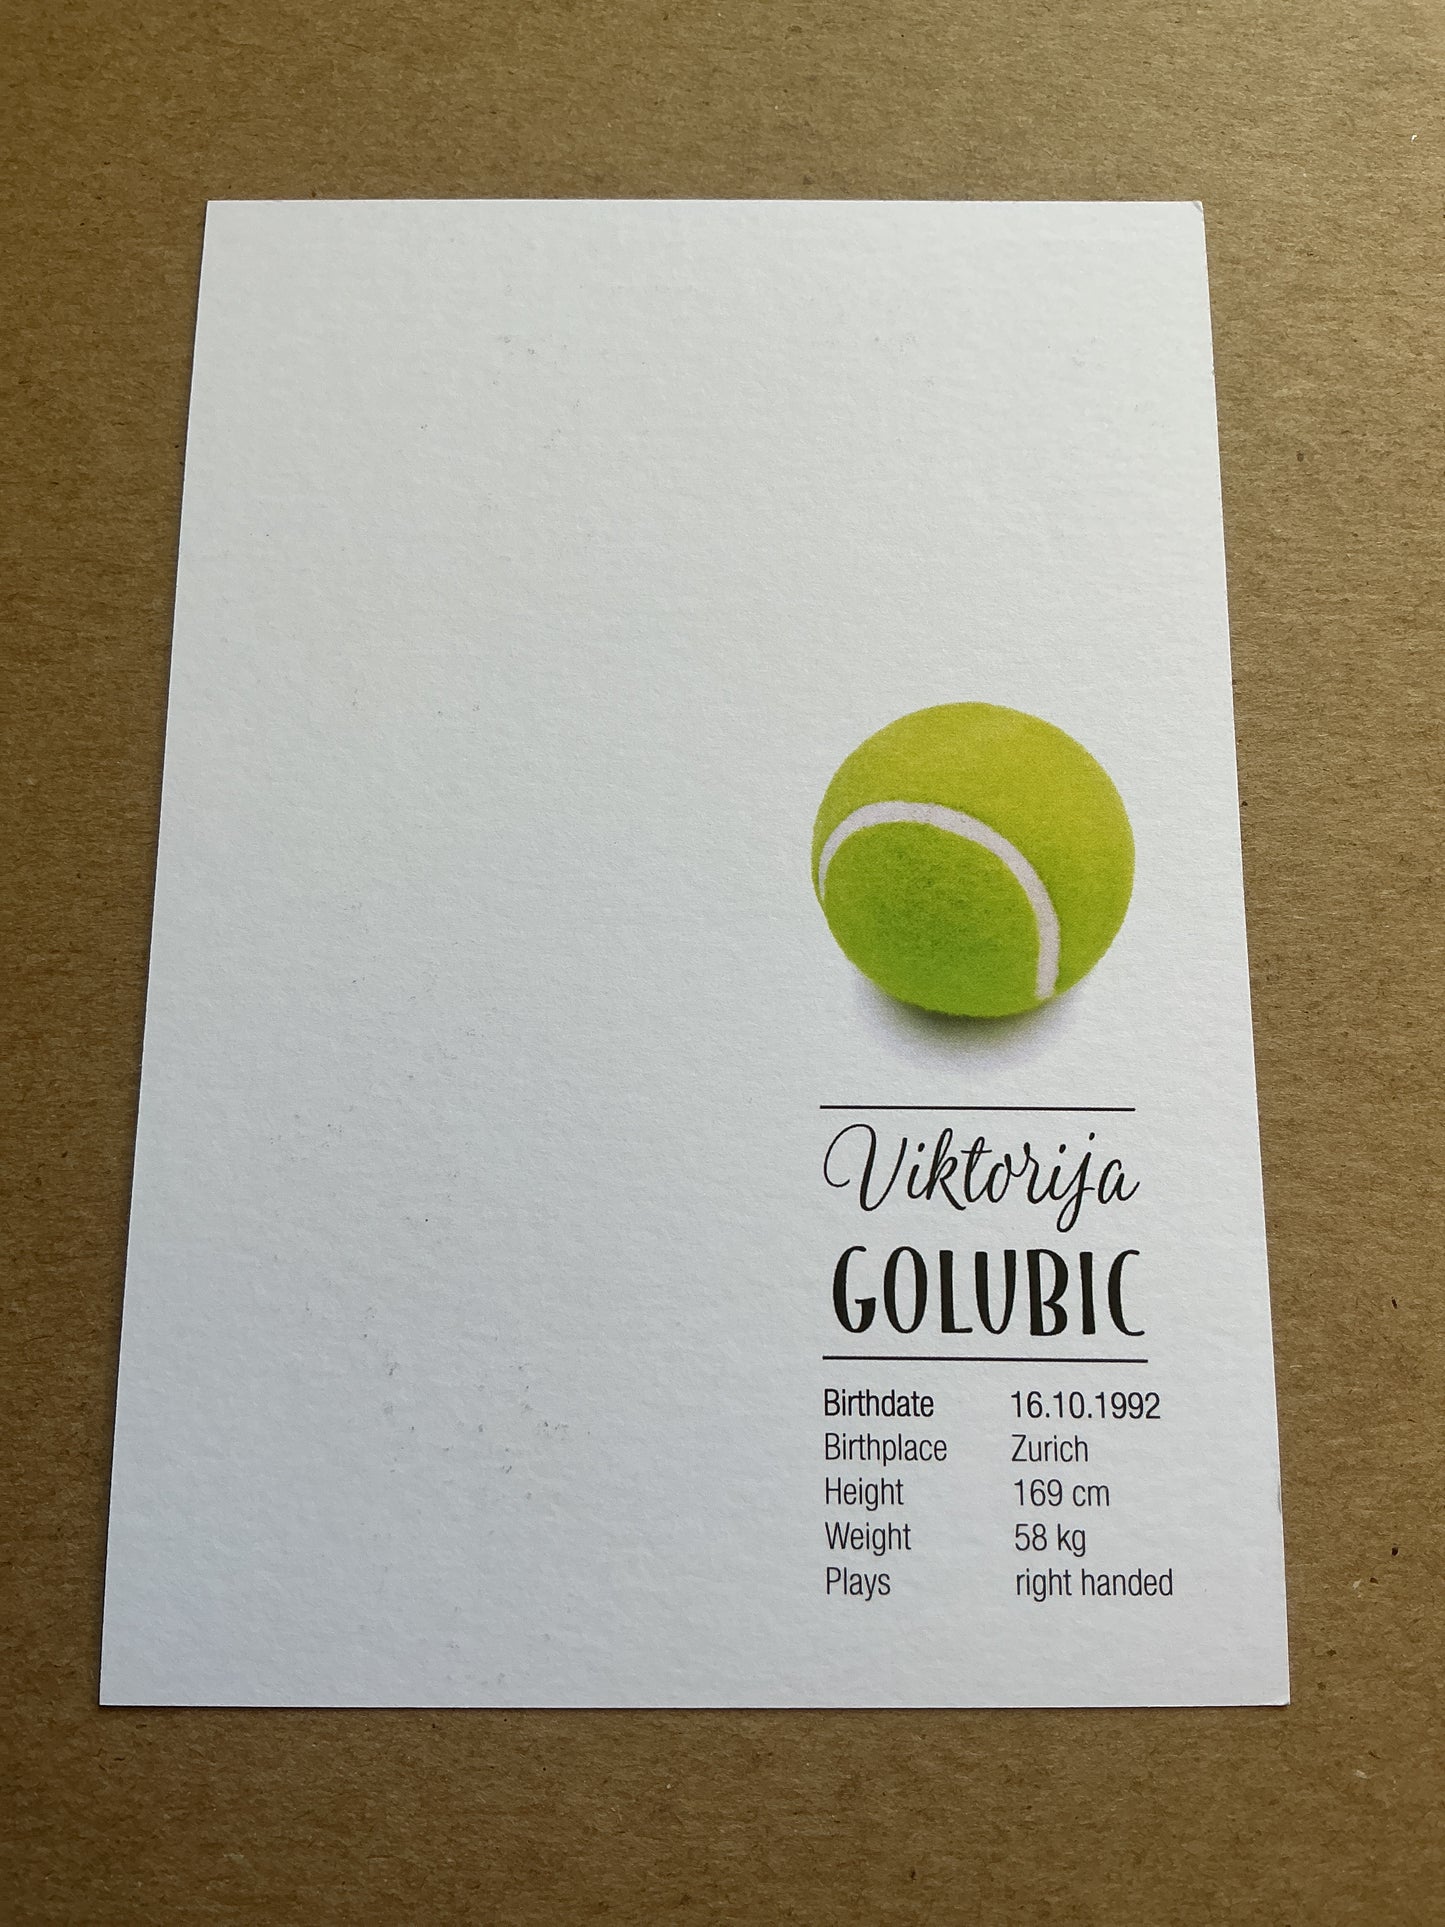 Viktorija
GOLUBIC
Birthdate 16.10.1992
Birthplace Zurich
Height 169 cm
Weight 58 kg
Plays right handed